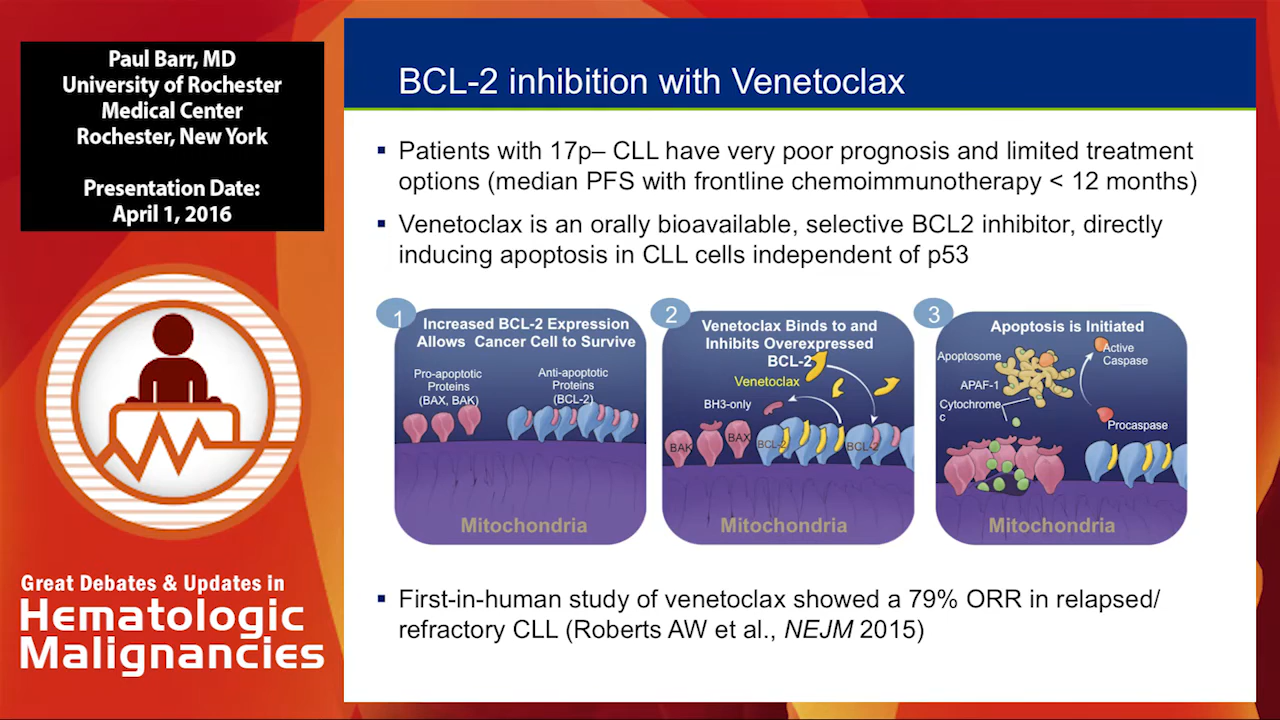 Paul Barr, MD
University of Rochester
Medical Center
Rochester, New York
Presentation Date:
April 1, 2016
Great Debates & Updates in
Hematologic
Malignancies
BCL-2 inhibition with Venetoclax
Patients with 17p– CLL have very poor prognosis and limited treatment
options (median PFS with frontline chemoimmunotherapy < 12 months)
Venetoclax is an orally bioavailable, selective BCL2 inhibitor, directly
inducing apoptosis in CLL cells independent of p53
1
Increased BCL-2 Expression
Allows Cancer Cell to Survive
Pro-apoptotic
Proteins
(BAX, BAK)
Anti-apoptotic
Proteins
(BCL-2)
Mitochondria
2
Venetoclax Binds to and
Inhibits Overexpressed
BCL-2
Venetoclax
BH3-only
BAK
BAX
BCL-2
BCL-2
Mitochondria
3
Apoptosis is Initiated
Apoptosome
APAF-1
Cytochrome
c
Active
Caspase
Procaspase
Mitochondria
First-in-human study of venetoclax showed a 79% ORR in relapsed/
refractory CLL (Roberts AW et al., NEJM 2015)